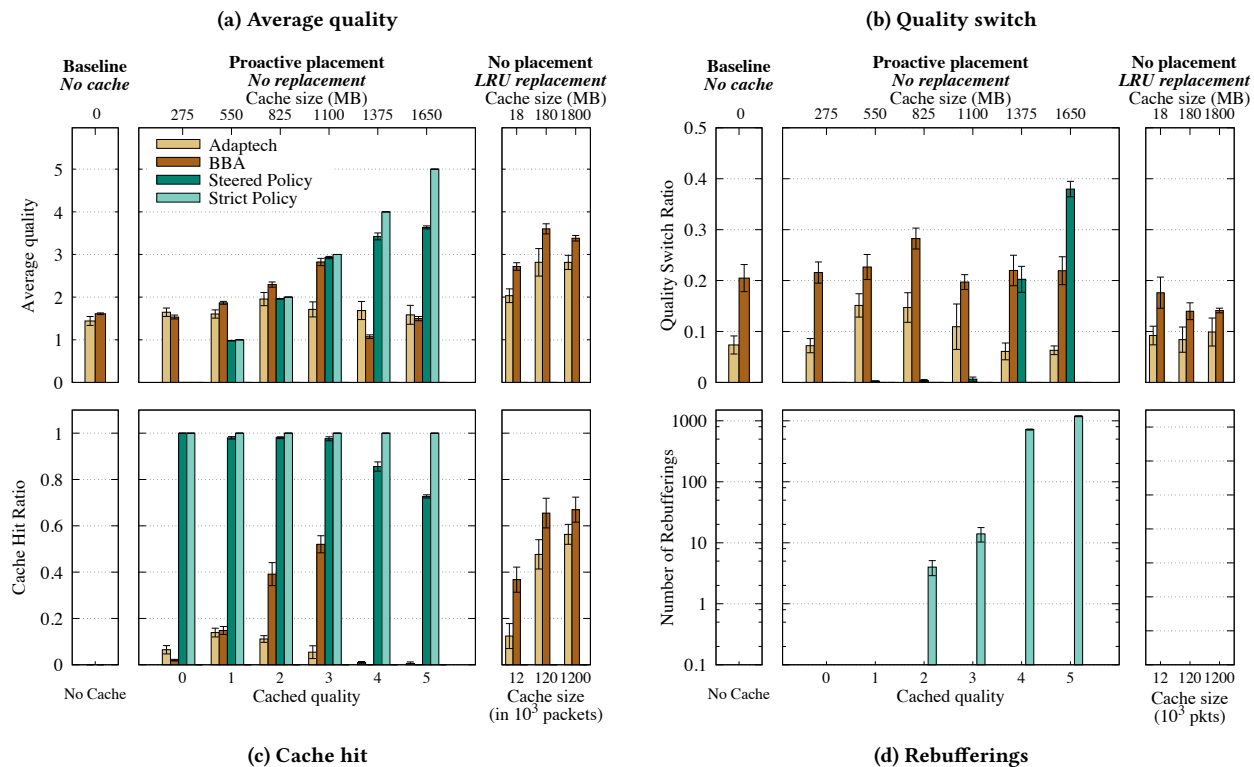 (a) Average quality
(b) Quality switch
Baseline
No cache
Proactive placement
No replacement
Cache size (MB)
No placement
LRU replacement
Cache size (MB)
0
275 550 825 1100 1375 1650
18 180 1800
Average quality
5
4
3
2
1
0
Adaptech
BBA
Steered Policy
Strict Policy
Cache Hit Ratio
1
0.8
0.6
0.4
0.2
0
No Cache
0 1 2 3 4 5
Cached quality
12 120 1200
Cache size
(in 10³ packets)
Baseline
No cache
Proactive placement
No replacement
Cache size (MB)
No placement
LRU replacement
Cache size (MB)
0
275 550 825 1100 1375 1650
18 180 1800
Quality Switch Ratio
0.5
0.4
0.3
0.2
0.1
0
Number of Rebufferings
1000
100
10
1
0.1
No Cache
0 1 2 3 4 5
Cached quality
12 120 1200
Cache size
(10³ pkts)
(c) Cache hit
(d) Rebufferings